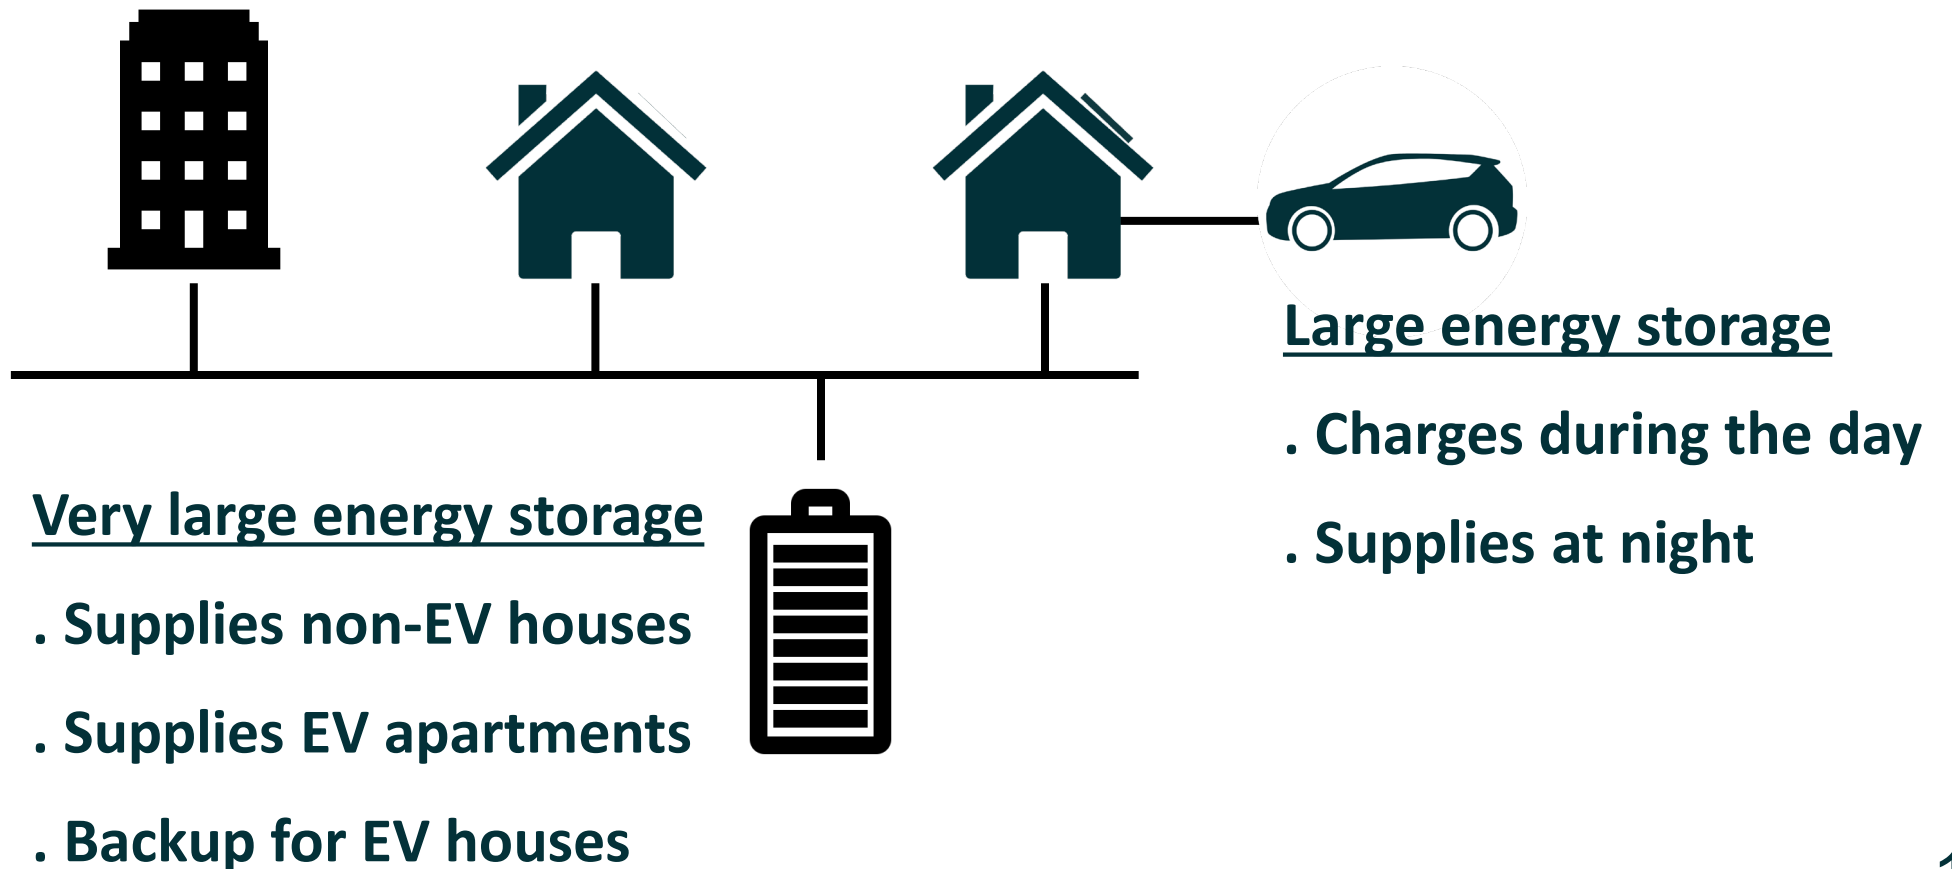 Large energy storage
. Charges during the day
. Supplies at night
Very large energy storage
. Supplies non-EV houses
. Supplies EV apartments
. Backup for EV houses